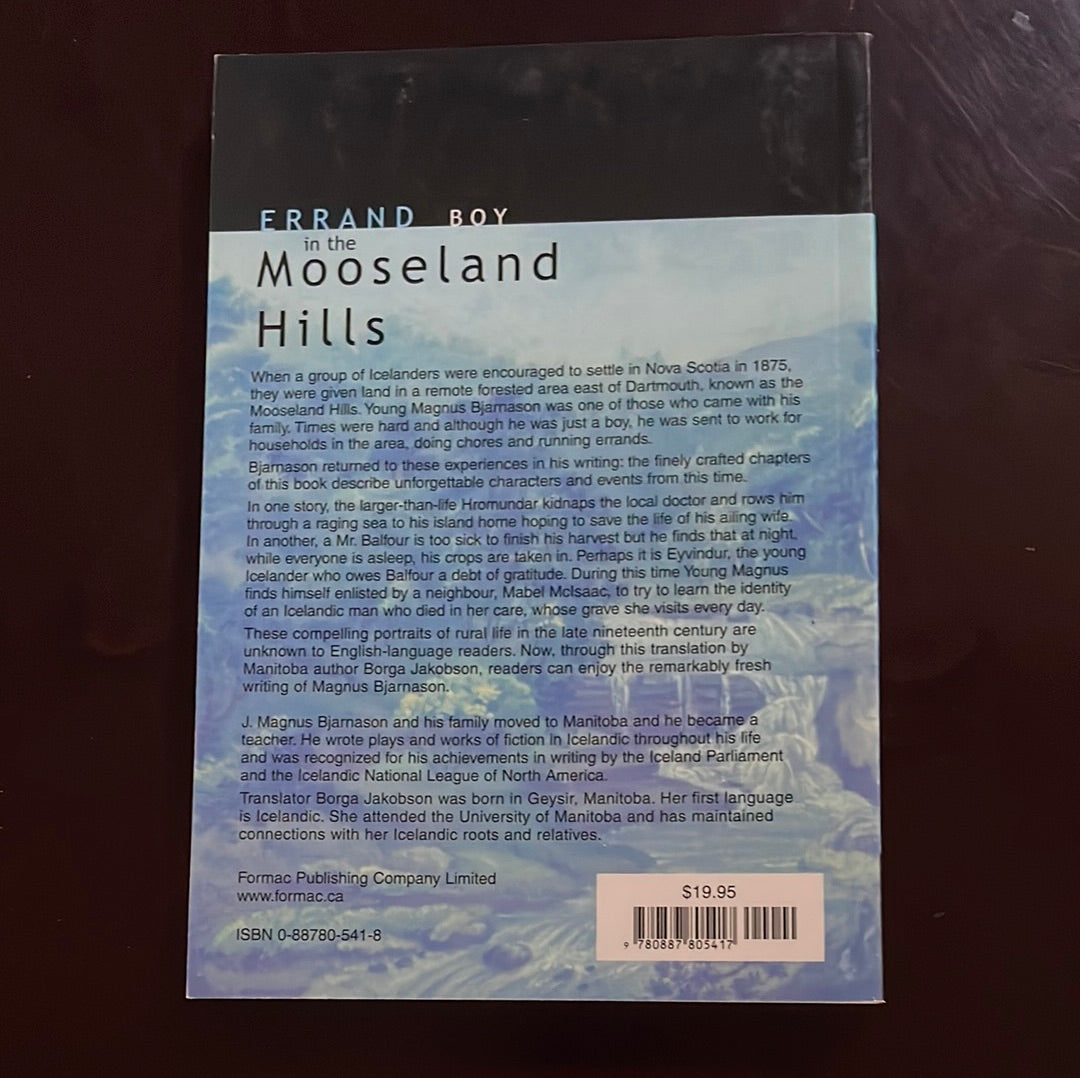 ERRAND BOY
in the
Mooseland
Hills
When a group of Icelanders were encouraged to settle in Nova Scotia in 1875,
they were given land in a remote forested area east of Dartmouth, known as the
Mooseland Hills. Young Magnus Bjarnason was one of those who came with his
family. Times were hard and although he was just a boy, he was sent to work for
households in the area, doing chores and running errands.
Bjarnason returned to these experiences in his writing: the finely crafted chapters
of this book describe unforgettable characters and events from this time.
In one story, the larger-than-life Hromundar kidnaps the local doctor and rows him
through a raging sea to his island home hoping to save the life of his ailing wife.
In another, a Mr. Balfour is too sick to finish his harvest but he finds that at night,
while everyone is asleep, his crops are taken in. Perhaps it is Eyvindur, the young
Icelander who owes Balfour a debt of gratitude. During this time Young Magnus
finds himself enlisted by a neighbour, Mabel McIsaac, to try to learn the identity
of an Icelandic man who died in her care, whose grave she visits every day.
These compelling portraits of rural life in the late nineteenth century are
unknown to English-language readers. Now, through this translation by
Manitoba author Borga Jakobson, readers can enjoy the remarkably fresh
writing of Magnus Bjarnason.
J. Magnus Bjarnason and his family moved to Manitoba and he became a
teacher. He wrote plays and works of fiction in Icelandic throughout his life
and was recognized for his achievements in writing by the Iceland Parliament
and the Icelandic National League of North America.
Translator Borga Jakobson was born in Geysir, Manitoba. Her first language
is Icelandic. She attended the University of Manitoba and has maintained
connections with her Icelandic roots and relatives.
Formac Publishing Company Limited
www.formac.ca
ISBN 0-88780-541-8
$19.95
9 780887 805417